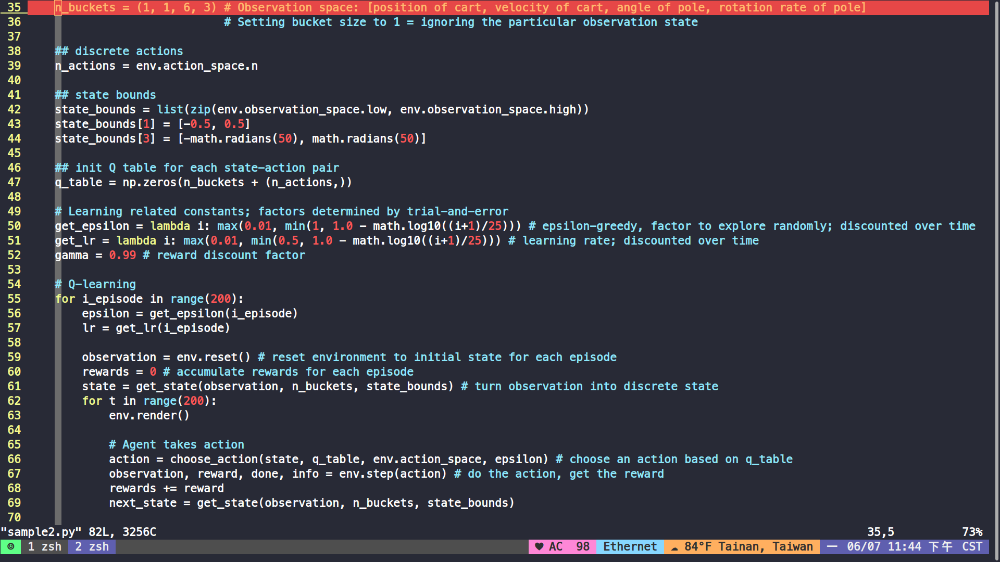 35     n_buckets = (1, 1, 6, 3) # Observation space: [position of cart, velocity of cart, angle of pole, rotation rate of pole]
36                              # Setting bucket size to 1 = ignoring the particular observation state
37
38     ## discrete actions
39     n_actions = env.action_space.n
40
41     ## state bounds
42     state_bounds = list(zip(env.observation_space.low, env.observation_space.high))
43     state_bounds[1] = [-0.5, 0.5]
44     state_bounds[3] = [-math.radians(50), math.radians(50)]
45
46     ## init Q table for each state-action pair
47     q_table = np.zeros(n_buckets + (n_actions,))
48
49     # Learning related constants; factors determined by trial-and-error
50     get_epsilon = lambda i: max(0.01, min(1, 1.0 - math.log10((i+1)/25))) # epsilon-greedy, factor to explore randomly; discounted over time
51     get_lr = lambda i: max(0.01, min(0.5, 1.0 - math.log10((i+1)/25))) # learning rate; discounted over time
52     gamma = 0.99 # reward discount factor
53
54     # Q-learning
55     for i_episode in range(200):
56         epsilon = get_epsilon(i_episode)
57         lr = get_lr(i_episode)
58
59         observation = env.reset() # reset environment to initial state for each episode
60         rewards = 0 # accumulate rewards for each episode
61         state = get_state(observation, n_buckets, state_bounds) # turn observation into discrete state
62         for t in range(200):
63             env.render()
64
65             # Agent takes action
66             action = choose_action(state, q_table, env.action_space, epsilon) # choose an action based on q_table
67             observation, reward, done, info = env.step(action) # do the action, get the reward
68             rewards += reward
69             next_state = get_state(observation, n_buckets, state_bounds)
70
"sample2.py" 82L, 3256C 35,5 73%
☺ 1 zsh 2 zsh ♥ AC 98 Ethernet ☁ 84°F Tainan, Taiwan 一 06/07 11:44 下午 CST